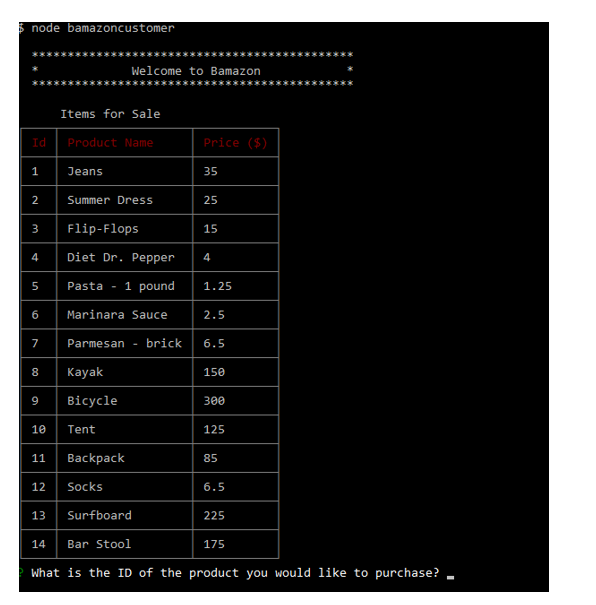 $ node bamazoncustomer
*********************************************
* Welcome to Bamazon *
*********************************************
Items for Sale
Id Product Name Price ($)
1 Jeans 35
2 Summer Dress 25
3 Flip-Flops 15
4 Diet Dr. Pepper 4
5 Pasta - 1 pound 1.25
6 Marinara Sauce 2.5
7 Parmesan - brick 6.5
8 Kayak 150
9 Bicycle 300
10 Tent 125
11 Backpack 85
12 Socks 6.5
13 Surfboard 225
14 Bar Stool 175
? What is the ID of the product you would like to purchase? _